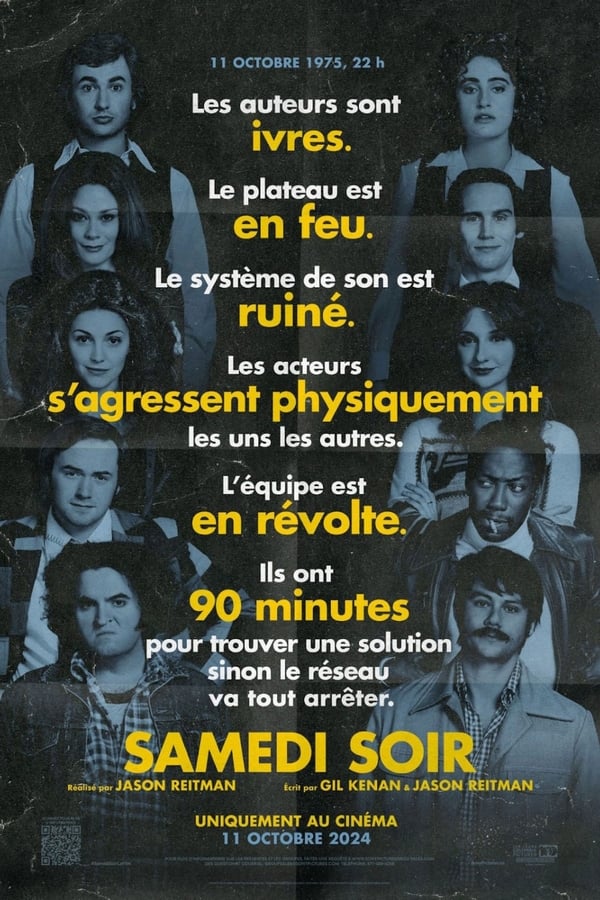 11 OCTOBRE 1975, 22 h
Les auteurs sont
ivres.
Le plateau est
en feu.
Le système de son est
ruiné.
Les acteurs
s'agressent physiquement
les uns les autres.
L'équipe est
en révolte.
Ils ont
90 minutes
pour trouver une solution
sinon le réseau
va tout arrêter.
SAMEDI SOIR
Réalisé par JASON REITMAN
Écrit par GIL KENAN & JASON REITMAN
UNIQUEMENT AU CINÉMA
11 OCTOBRE 2024